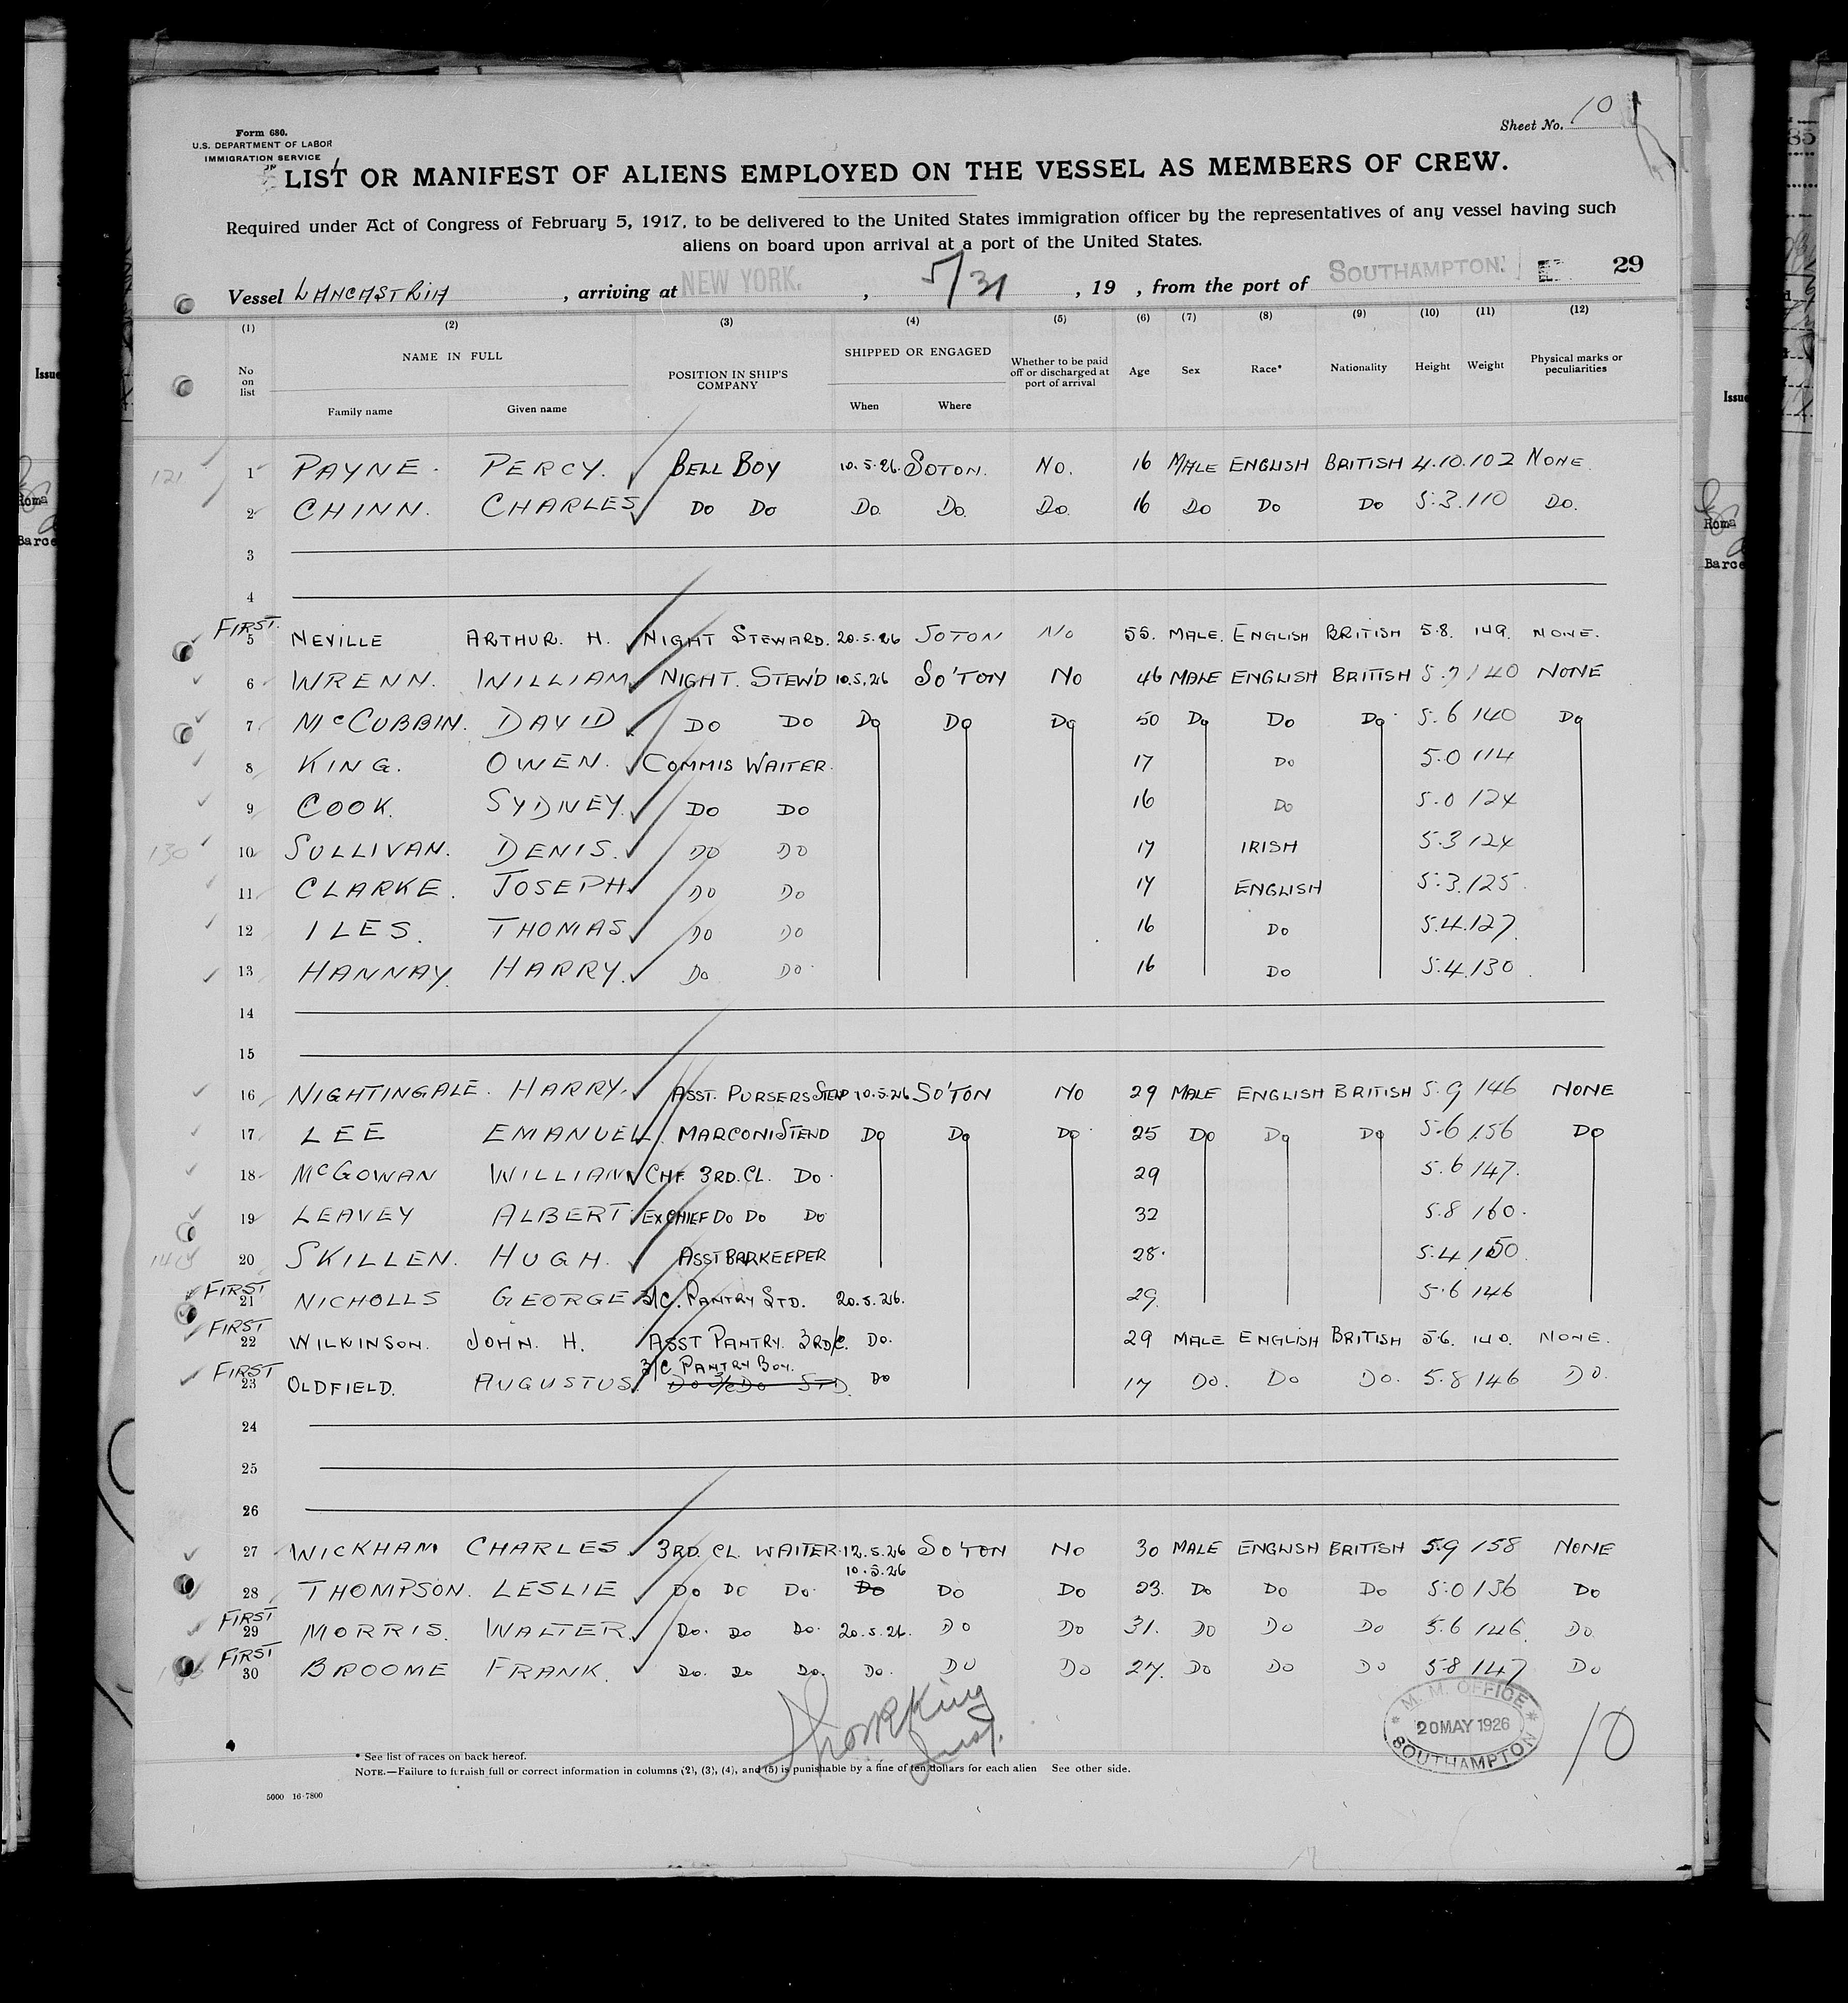 Sheet No. 10
Form 680.
U.S. DEPARTMENT OF LABOR
IMMIGRATION SERVICE
LIST OR MANIFEST OF ALIENS EMPLOYED ON THE VESSEL AS MEMBERS OF CREW.
Required under Act of Congress of February 5, 1917, to be delivered to the United States immigration officer by the representatives of any vessel having such
aliens on board upon arrival at a port of the United States.
Vessel LANCASTRIA, arriving at NEW YORK. , 5/31 , 19 , from the port of SOUTHAMPTON. 29
(1) (2) (3) (4) (5) (6) (7) (8) (9) (10) (11) (12)
No on list NAME IN FULL Family name Given name POSITION IN SHIP'S COMPANY SHIPPED OR ENGAGED When Where Whether to be paid off or discharged at port of arrival Age Sex Race* Nationality Height Weight Physical marks or peculiarities
121 1 PAYNE. PERCY. BELL BOY 10.5.26. SOTON. NO. 16 MALE ENGLISH BRITISH 4.10. 102 NONE.
2 CHINN. CHARLES DO DO DO. DO. DO. 16 DO DO DO 5.3. 110 DO.
3
4
FIRST. 5 NEVILLE ARTHUR. H. NIGHT STEWARD. 20.5.26 SOTON NO 55. MALE. ENGLISH BRITISH 5.8. 149. NONE.
6 WRENN. WILLIAM NIGHT. STEW'D 10.5.26 SO'TON NO 46 MALE ENGLISH BRITISH 5.7 140 NONE
7 McCUBBIN. DAVID DO DO DO DO DO 50 DO DO DO 5.6 140 DO
8 KING. OWEN. COMMIS WAITER. 17 DO 5.0 114
9 COOK. SYDNEY. DO DO 16 DO 5.0 124
130 10 SULLIVAN. DENIS. DO DO 17 IRISH 5.3 124
11 CLARKE. JOSEPH DO DO 17 ENGLISH 5.3. 125.
12 ILES. THOMAS DO DO 16 DO 5.4. 127.
13 HANNAY. HARRY. DO DO 16 DO 5.4. 130.
14
15
16 NIGHTINGALE. HARRY. ASST. PURSERS STEWD 10.5.26 SO'TON NO 29 MALE ENGLISH BRITISH 5.9 146 NONE
17 LEE EMANUEL. MARCONI STEWD DO DO DO 25 DO DO DO 5.6 156 DO
18 McGOWAN WILLIAM CHF. 3RD. CL. DO. 29 5.6 147.
19 LEAVEY ALBERT. EX CHIEF DO DO DO 32 5.8 160.
140 20 SKILLEN. HUGH. ASST BARKEEPER 28. 5.4 150.
FIRST 21 NICHOLLS GEORGE 3/C. PANTRY STD. 20.5.26. 29. 5.6 146
FIRST 22 WILKINSON. JOHN. H. ASST PANTRY. 3RD/C. DO. 29 MALE ENGLISH BRITISH 5.6. 140. NONE.
3/C PANTRY BOY.
FIRST 23 OLDFIELD. AUGUSTUS. DO 3/C DO STD. DO 17 DO. DO DO. 5.8 146 DO.
24
25
26
27 WICKHAM CHARLES. 3RD. CL. WAITER. 12.5.26 SO'TON NO 30 MALE ENGLISH BRITISH 5.9 158 NONE
10.5.26
28 THOMPSON. LESLIE DO DO DO. DO DO DO 23. DO DO DO 5.0 136 DO
FIRST 29 MORRIS. WALTER. DO. DO DO. 20.5.26. DO DO 31. DO DO DO 5.6 146. DO.
FIRST 30 BROOME FRANK. DO. DO DO. DO. DO DO 27. DO DO DO 5.8 147 DO
M. M. OFFICE
20 MAY 1926
SOUTHAMPTON
10
* See list of races on back hereof.
NOTE.—Failure to furnish full or correct information in columns (2), (3), (4), and (5) is punishable by a fine of ten dollars for each alien See other side.
5000 16-7800